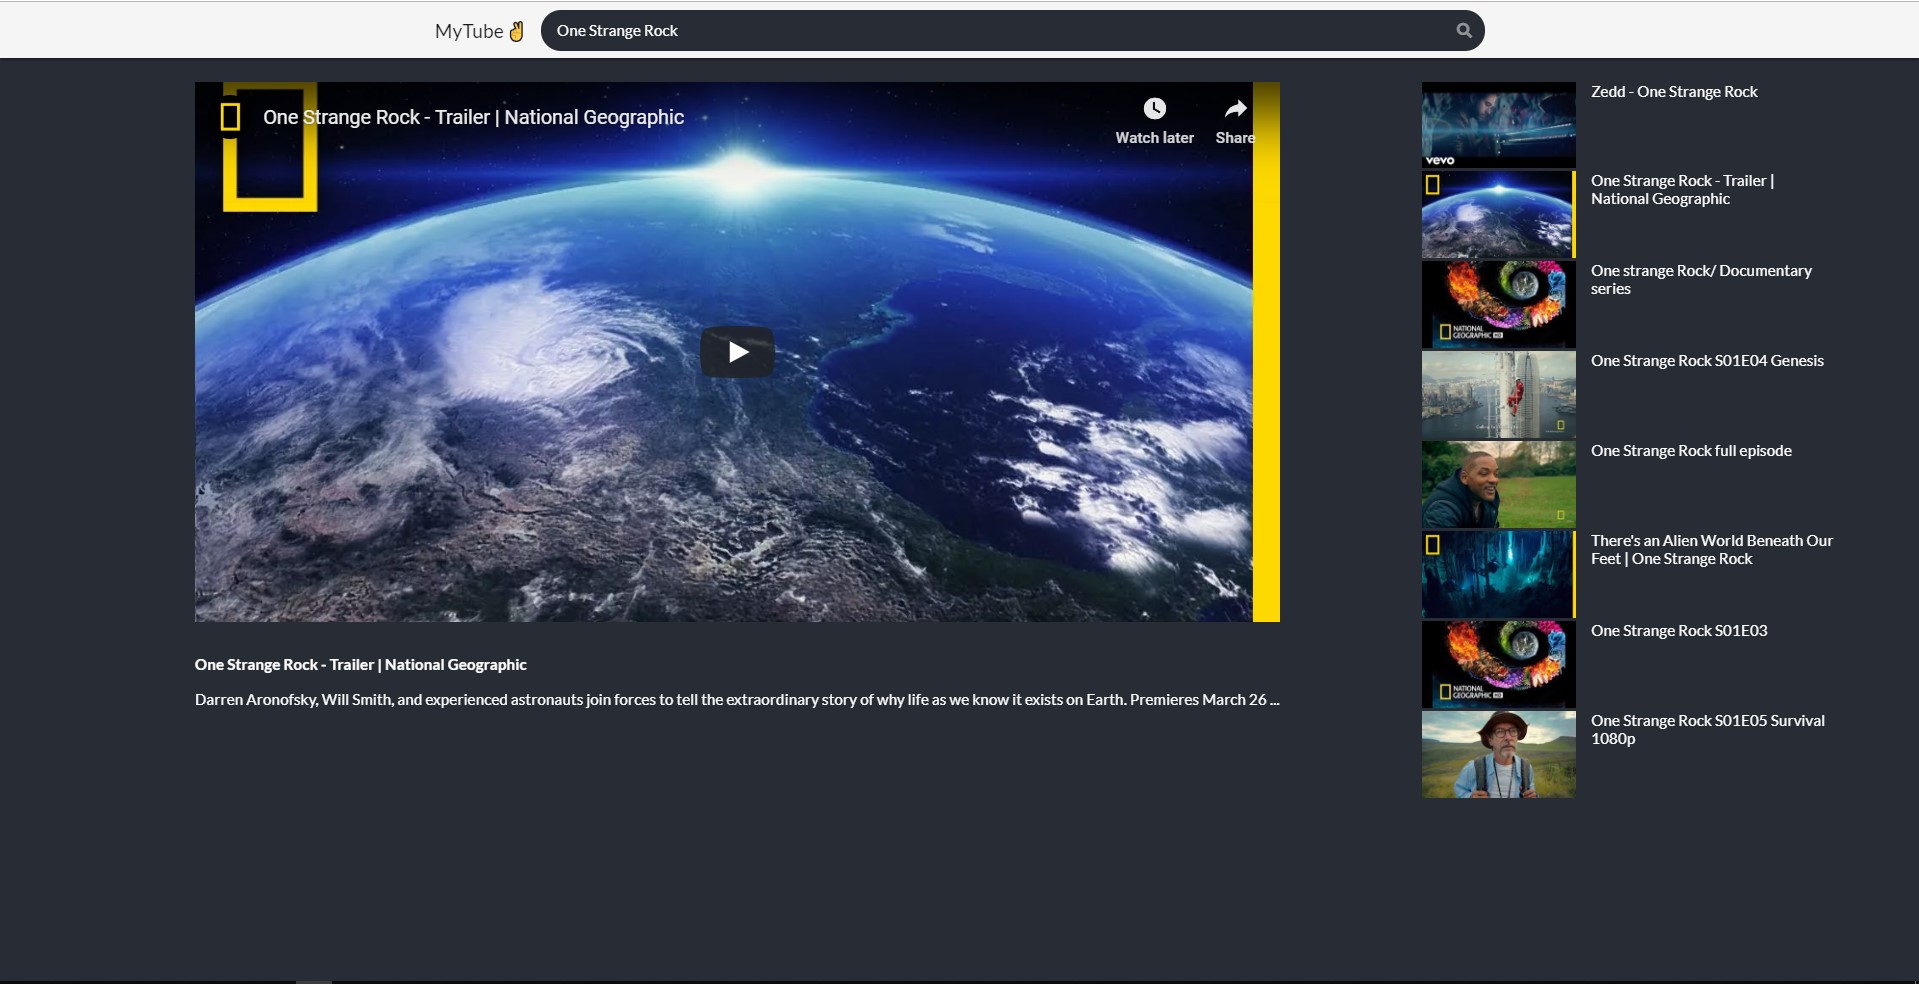 MyTube✌
One Strange Rock
One Strange Rock - Trailer | National Geographic
Watch later
Share
One Strange Rock - Trailer | National Geographic
Darren Aronofsky, Will Smith, and experienced astronauts join forces to tell the extraordinary story of why life as we know it exists on Earth. Premieres March 26 ...
vevo
Zedd - One Strange Rock
One Strange Rock - Trailer |
National Geographic
NATIONAL
GEOGRAPHIC HD
One strange Rock/ Documentary
series
One Strange Rock S01E04 Genesis
One Strange Rock full episode
There's an Alien World Beneath Our
Feet | One Strange Rock
NATIONAL
GEOGRAPHIC HD
One Strange Rock S01E03
One Strange Rock S01E05 Survival
1080p